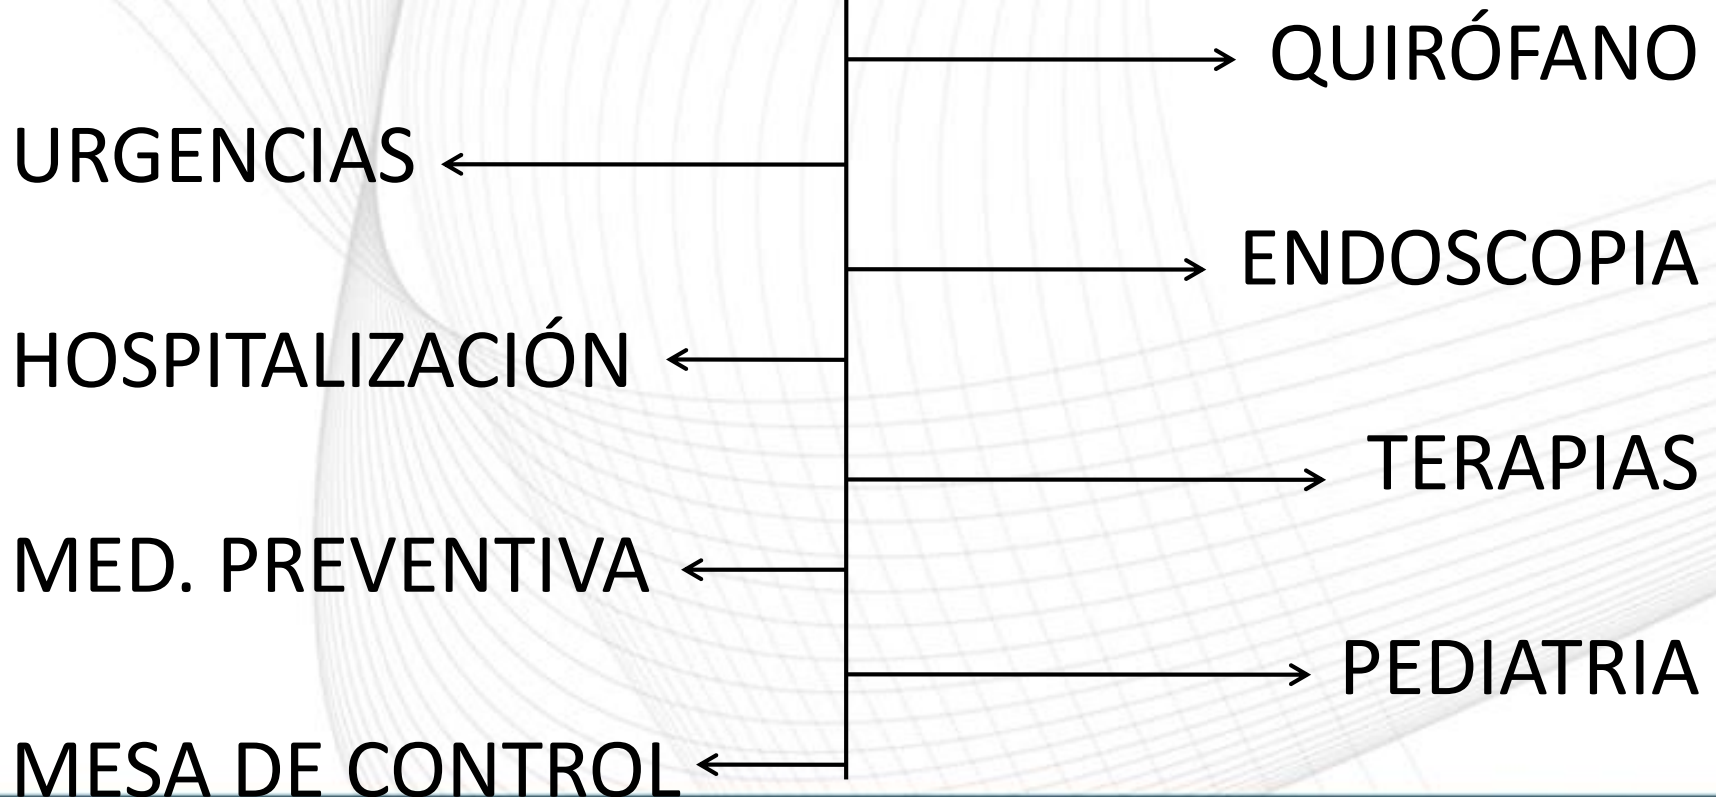 QUIRÓFANO
URGENCIAS
ENDOSCOPIA
HOSPITALIZACIÓN
TERAPIAS
MED. PREVENTIVA
PEDIATRIA
MESA DE CONTROL